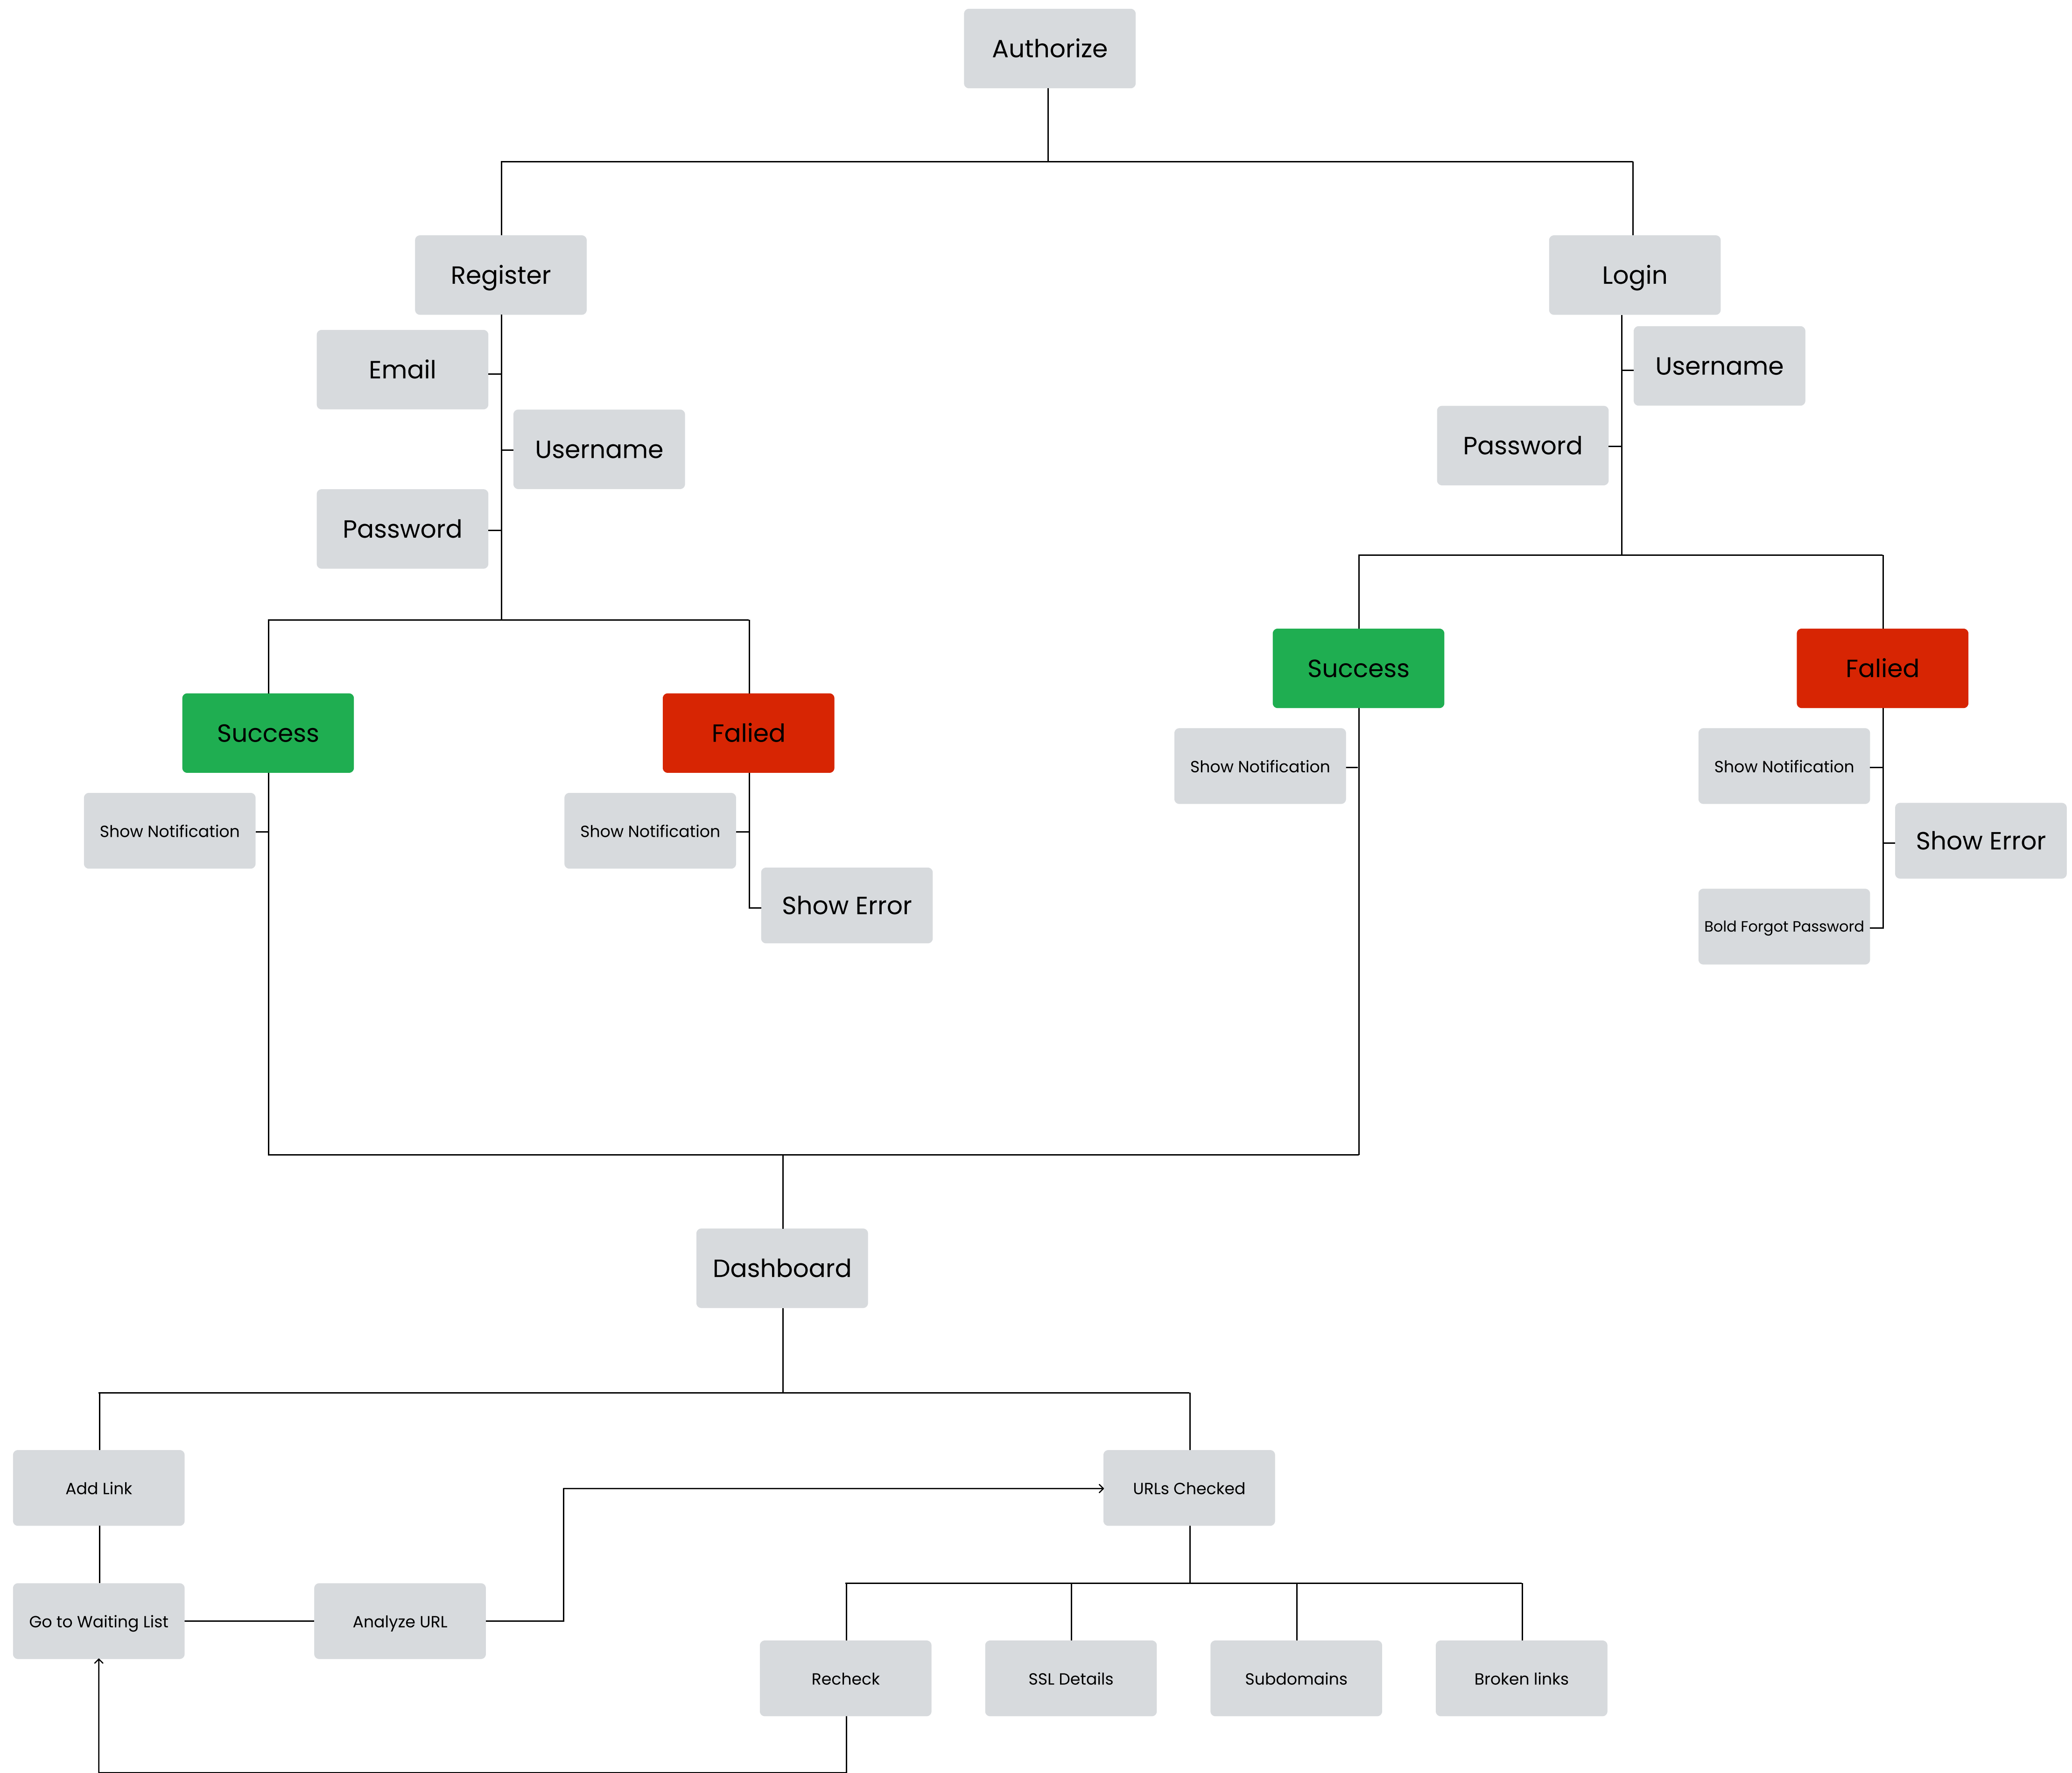 Authorize
Register
Login
Email
Username
Username
Password
Password
Success
Falied
Success
Falied
Show Notification
Show Notification
Show Notification
Show Notification
Show Error
Show Error
Bold Forgot Password
Dashboard
Add Link
URLs Checked
Go to Waiting List
Analyze URL
Recheck
SSL Details
Subdomains
Broken links